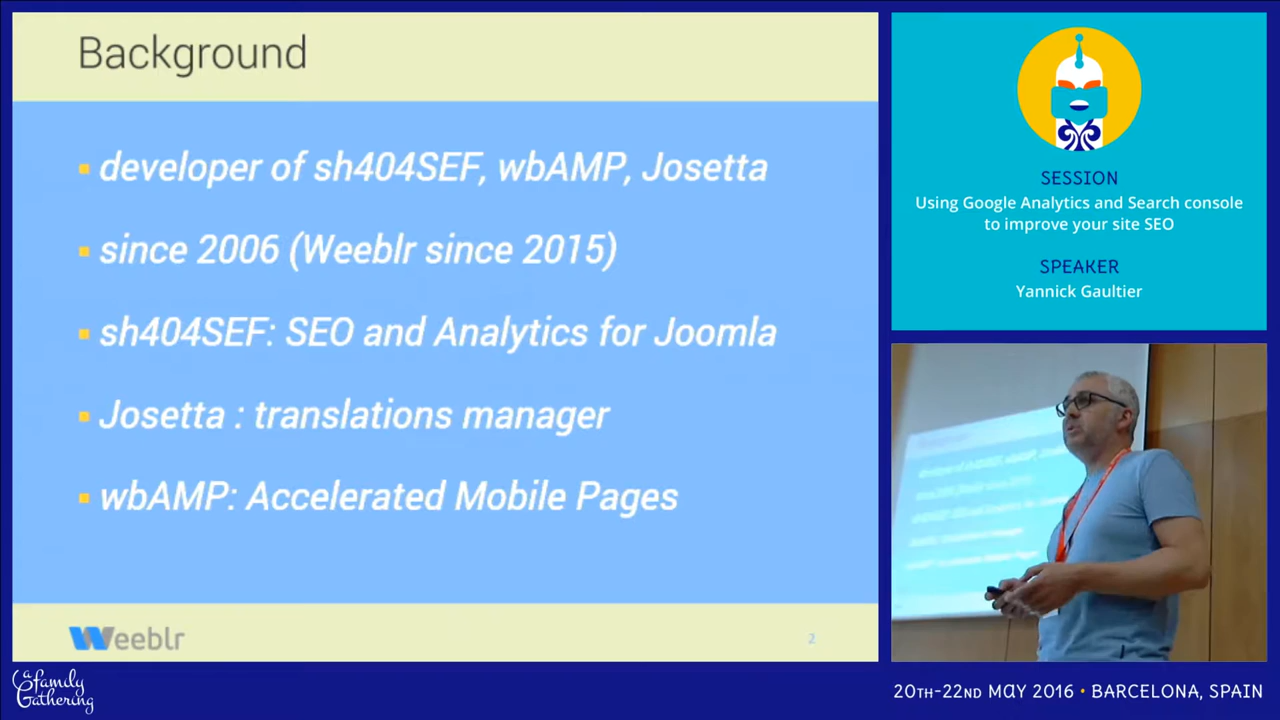 Background
developer of sh404SEF, wbAMP, Josetta
since 2006 (Weeblr since 2015)
sh404SEF: SEO and Analytics for Joomla
Josetta : translations manager
wbAMP: Accelerated Mobile Pages
Weeblr
2
SESSION
Using Google Analytics and Search console
to improve your site SEO
SPEAKER
Yannick Gaultier
a family
Gathering
20TH-22ND MAY 2016 • BARCELONA, SPAIN